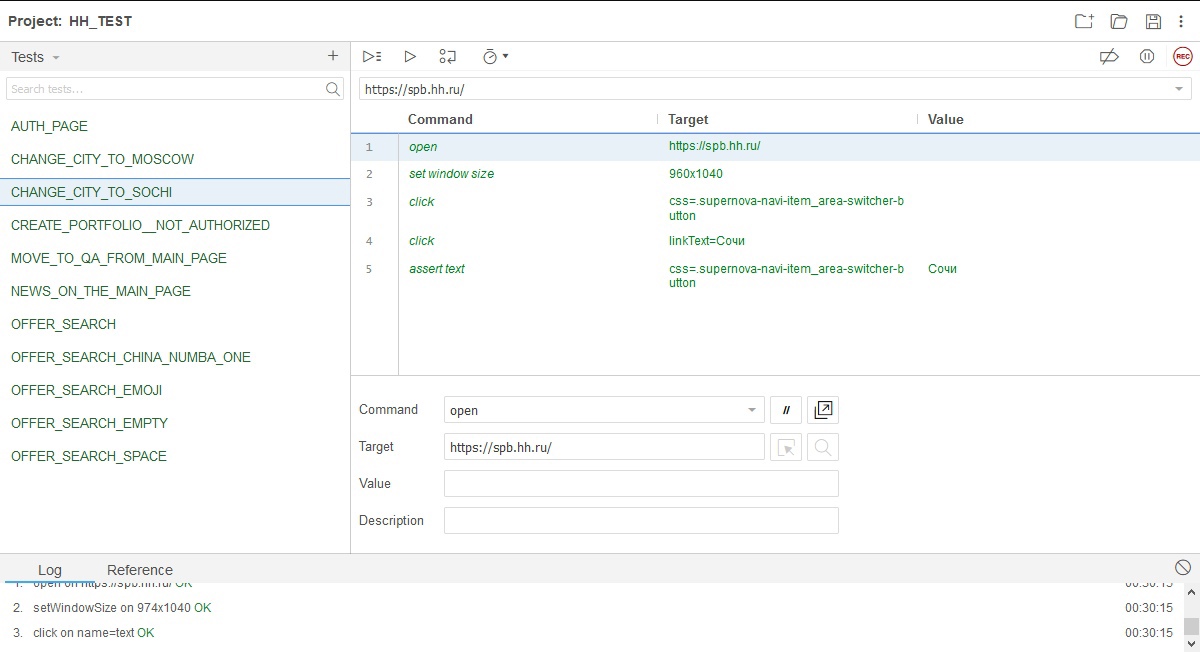 Project: HH_TEST
Tests
+
Search tests...
AUTH_PAGE
CHANGE_CITY_TO_MOSCOW
CHANGE_CITY_TO_SOCHI
CREATE_PORTFOLIO__NOT_AUTHORIZED
MOVE_TO_QA_FROM_MAIN_PAGE
NEWS_ON_THE_MAIN_PAGE
OFFER_SEARCH
OFFER_SEARCH_CHINA_NUMBA_ONE
OFFER_SEARCH_EMOJI
OFFER_SEARCH_EMPTY
OFFER_SEARCH_SPACE
REC
https://spb.hh.ru/
Command Target Value
1 open https://spb.hh.ru/
2 set window size 960x1040
3 click css=.supernova-navi-item_area-switcher-b
utton
4 click linkText=Сочи
5 assert text css=.supernova-navi-item_area-switcher-b Сочи
utton
Command open //
Target https://spb.hh.ru/
Value
Description
Log Reference
1. open on https://spb.hh.ru/ OK 00:30:15
2. setWindowSize on 974x1040 OK 00:30:15
3. click on name=text OK 00:30:15